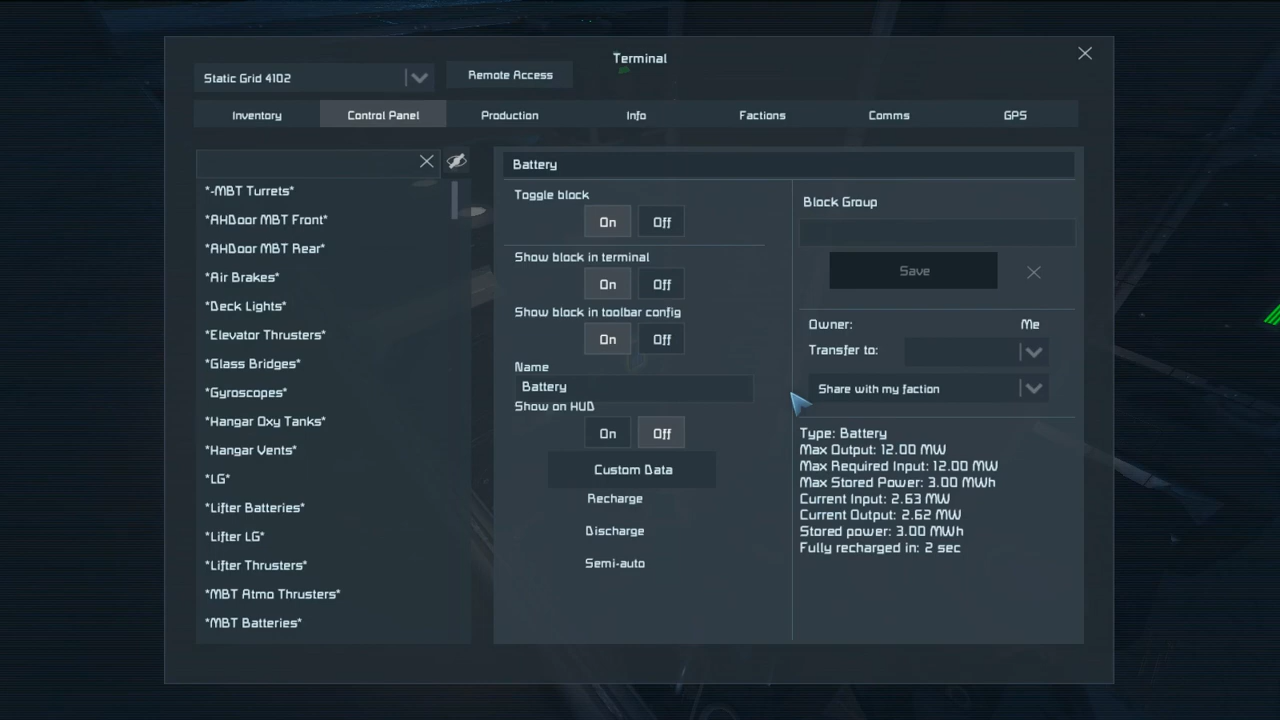 Terminal
Static Grid 4102
Remote Access
Inventory
Control Panel
Production
Info
Factions
Comms
GPS
*-MBT Turrets*
*AHDoor MBT Front*
*AHDoor MBT Rear*
*Air Brakes*
*Deck Lights*
*Elevator Thrusters*
*Glass Bridges*
*Gyroscopes*
*Hangar Oxy Tanks*
*Hangar Vents*
*LG*
*Lifter Batteries*
*Lifter LG*
*Lifter Thrusters*
*MBT Atmo Thrusters*
*MBT Batteries*
Battery
Toggle block
On Off
Show block in terminal
On Off
Show block in toolbar config
On Off
Name
Battery
Show on HUD
On Off
Custom Data
Recharge
Discharge
Semi-auto
Block Group
Save
Owner: Me
Transfer to:
Share with my faction
Type: Battery
Max Output: 12.00 MW
Max Required Input: 12.00 MW
Max Stored Power: 3.00 MWh
Current Input: 2.63 MW
Current Output: 2.62 MW
Stored power: 3.00 MWh
Fully recharged in: 2 sec